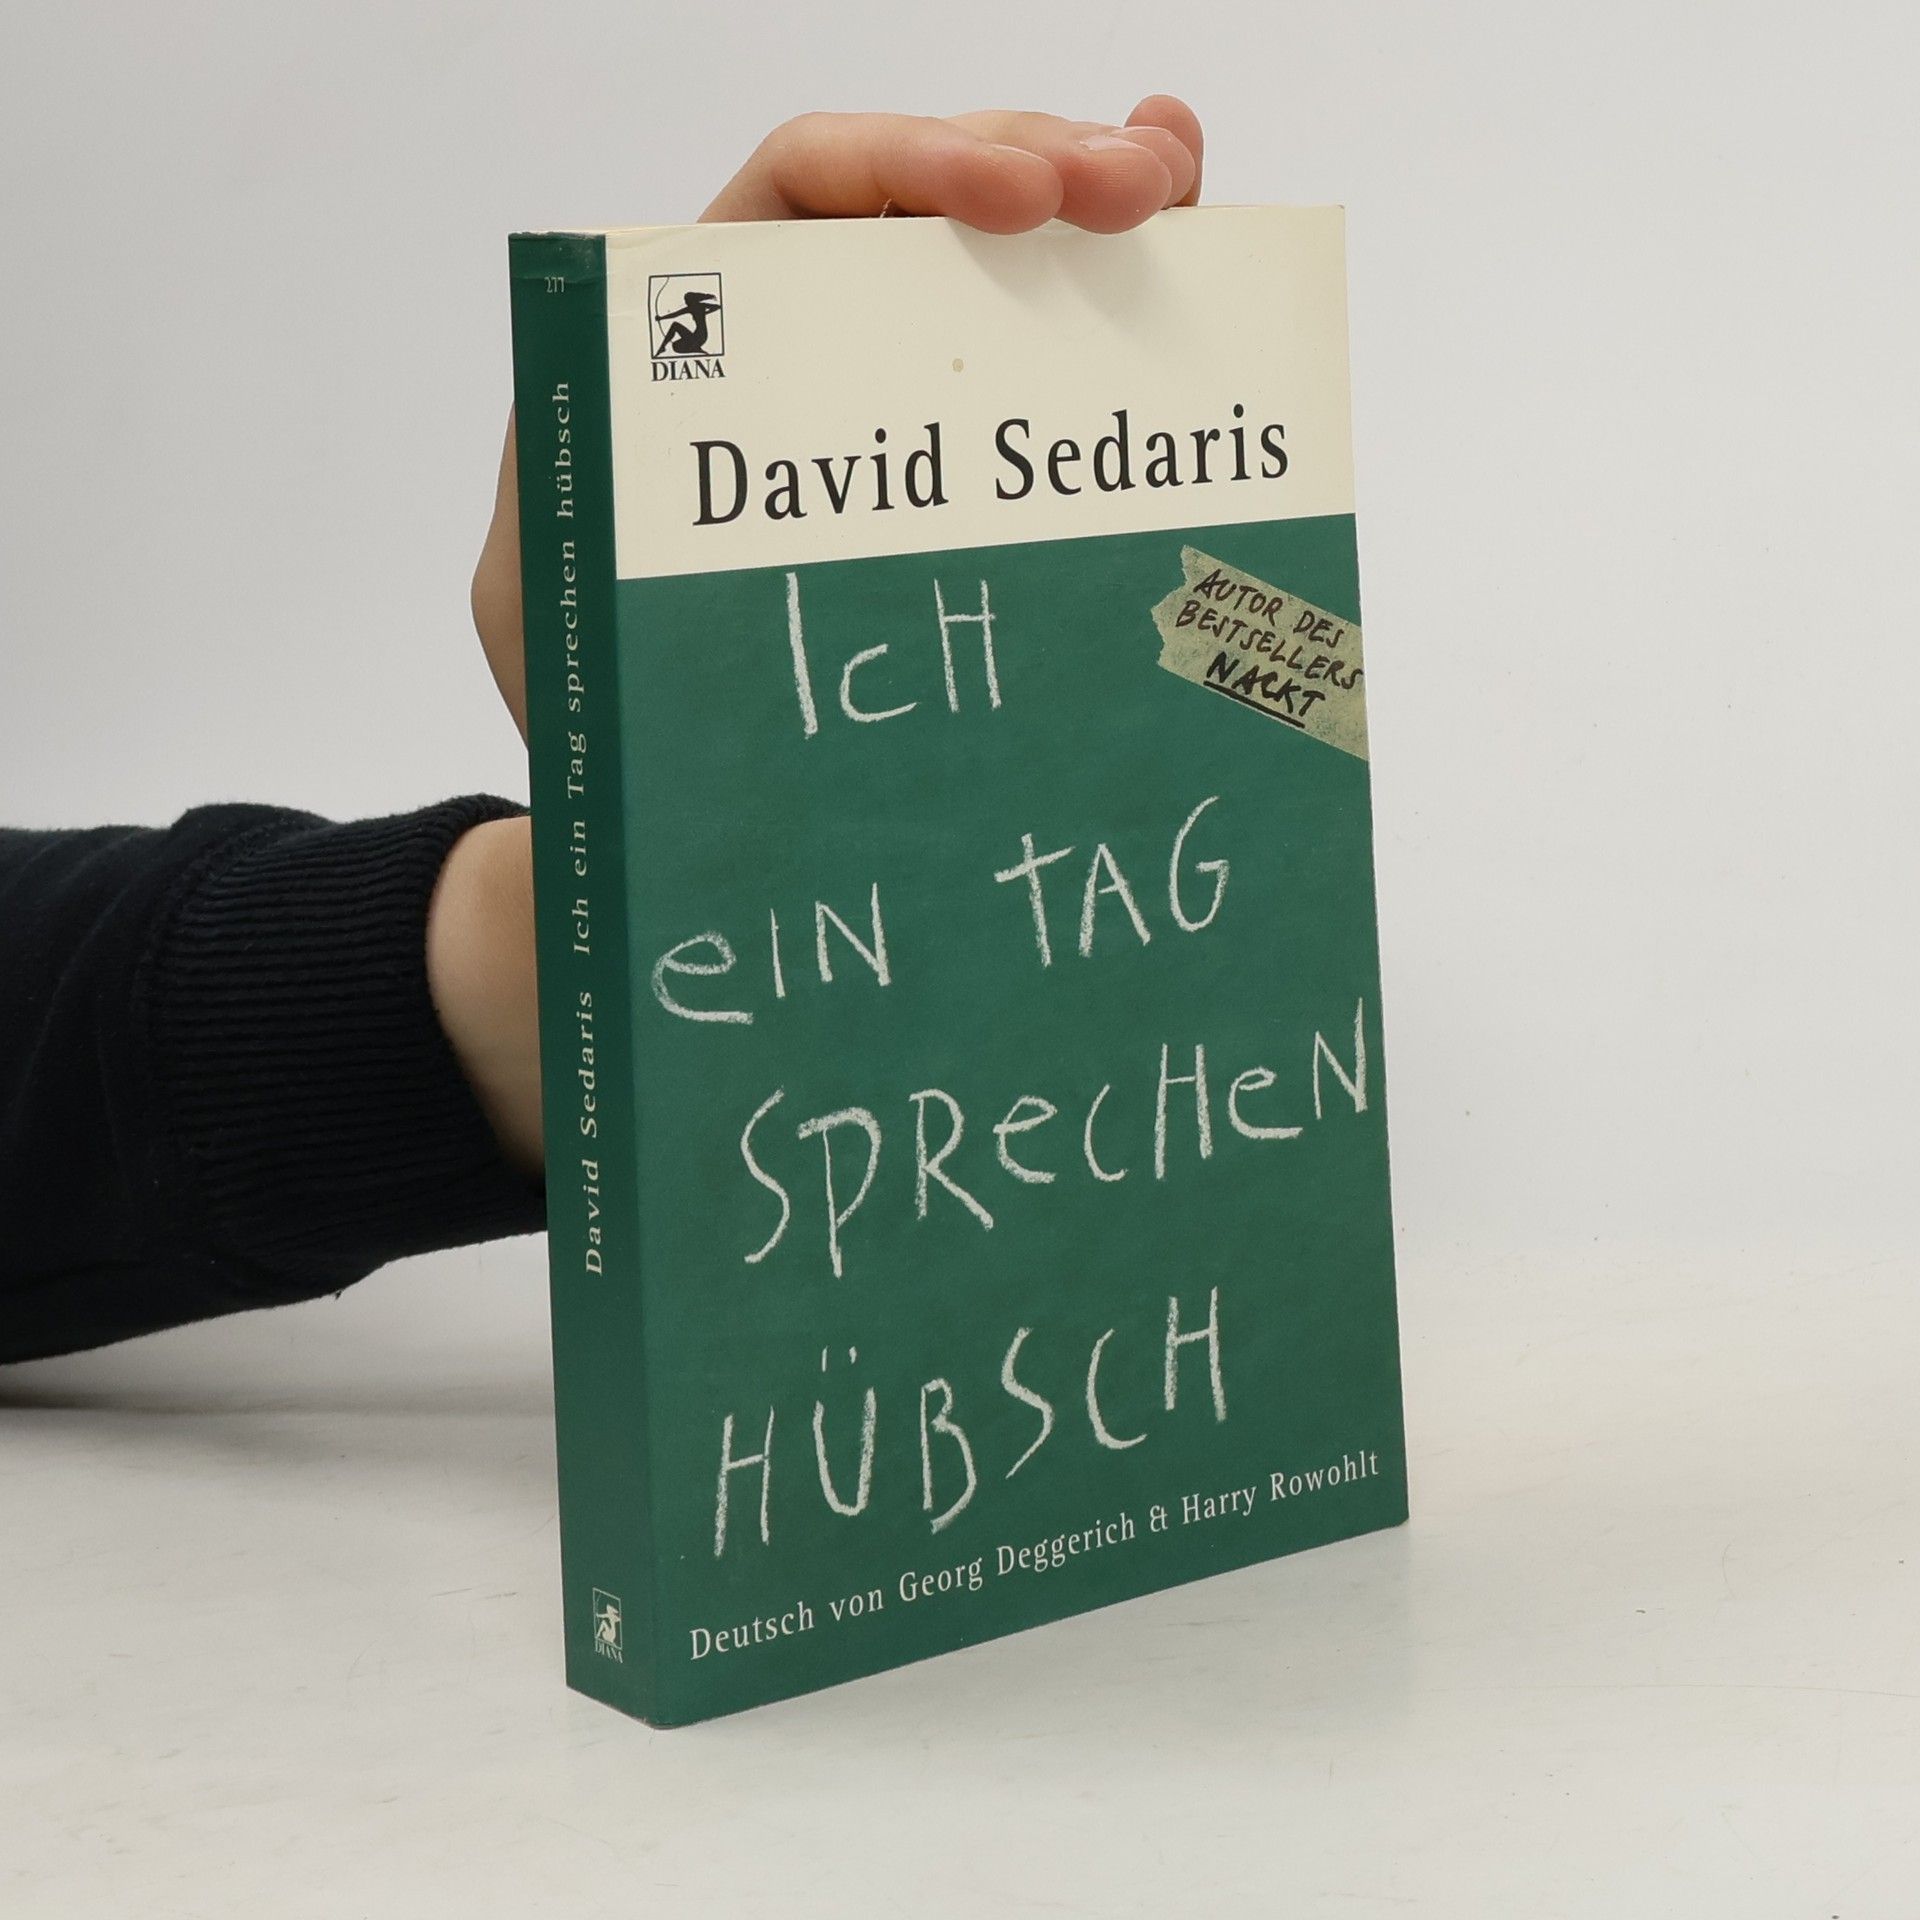 277
David Sedaris Ich ein Tag sprechen hübsch
DIANA
DIANA
David Sedaris
AUTOR DES
BESTSELLERS
NACKT
ICH
eIN TAG
SPReCHeN
HÜBSCH
Deutsch von Georg Deggerich & Harry Rowohlt